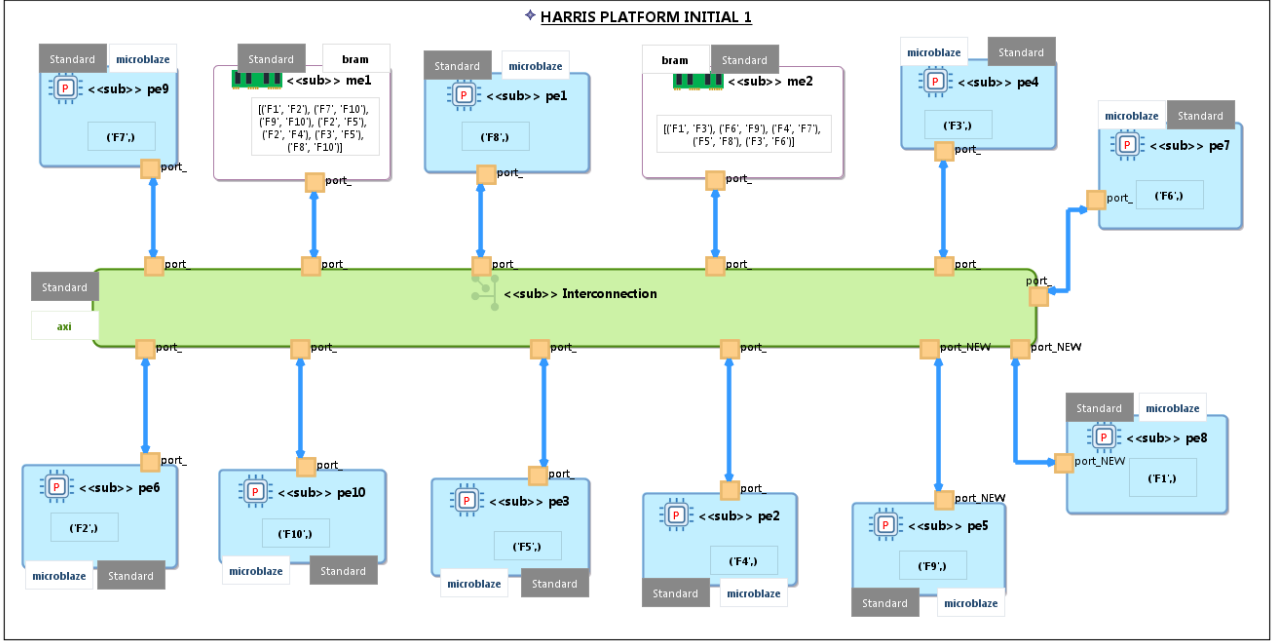 HARRIS PLATFORM INITIAL 1
Standard
microblaze
<<sub>> pe9
('F7',)
port_
Standard
bram
<<sub>> me1
[('F1', 'F2'), ('F7', 'F10'),
('F9', 'F10'), ('F2', 'F5'),
('F2', 'F4'), ('F3', 'F5'),
('F8', 'F10')]
port_
Standard
microblaze
<<sub>> pe1
('F8',)
port_
bram
Standard
<<sub>> me2
[('F1', 'F3'), ('F6', 'F9'), ('F4', 'F7'),
('F5', 'F8'), ('F3', 'F6')]
port_
microblaze
Standard
<<sub>> pe4
('F3',)
port_
microblaze
Standard
<<sub>> pe7
('F6',)
port_
port_
port_
port_
port_
port_
port_
Standard
axi
<<sub>> Interconnection
port_
port_
port_
port_
port_NEW
port_NEW
port_
<<sub>> pe6
('F2',)
microblaze
Standard
port_
<<sub>> pe10
('F10',)
microblaze
Standard
port_
<<sub>> pe3
('F5',)
microblaze
Standard
port_
<<sub>> pe2
('F4',)
Standard
microblaze
port_NEW
<<sub>> pe5
('F9',)
Standard
microblaze
Standard
microblaze
<<sub>> pe8
port_NEW
('F1',)